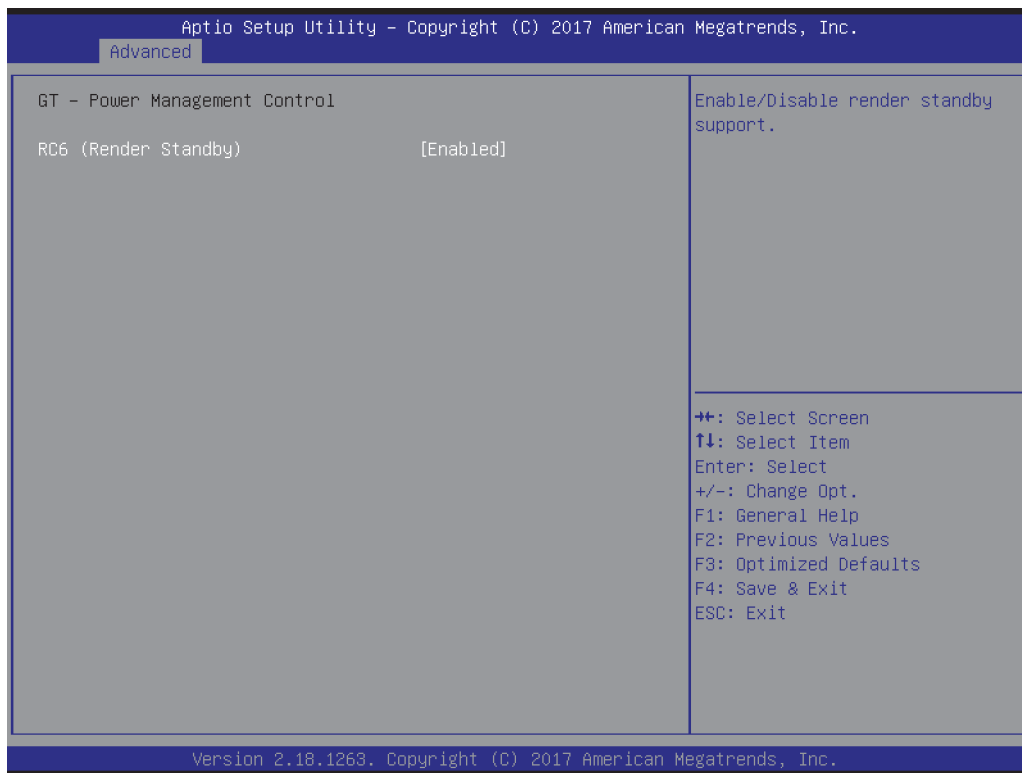 Aptio Setup Utility – Copyright (C) 2017 American Megatrends, Inc.
Advanced
GT – Power Management Control
RC6 (Render Standby) [Enabled]
Enable/Disable render standby
support.
→←: Select Screen
↑↓: Select Item
Enter: Select
+/–: Change Opt.
F1: General Help
F2: Previous Values
F3: Optimized Defaults
F4: Save & Exit
ESC: Exit
Version 2.18.1263. Copyright (C) 2017 American Megatrends, Inc.